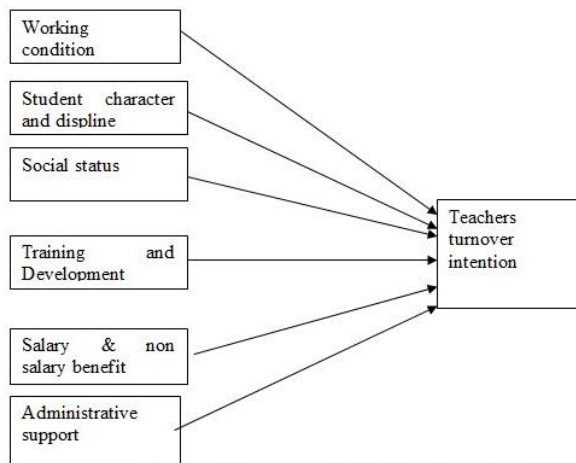 Working
condition
Student character
and displine
Social status
Training and
Development
Salary & non
salary benefit
Administrative
support
Teachers
turnover
intention